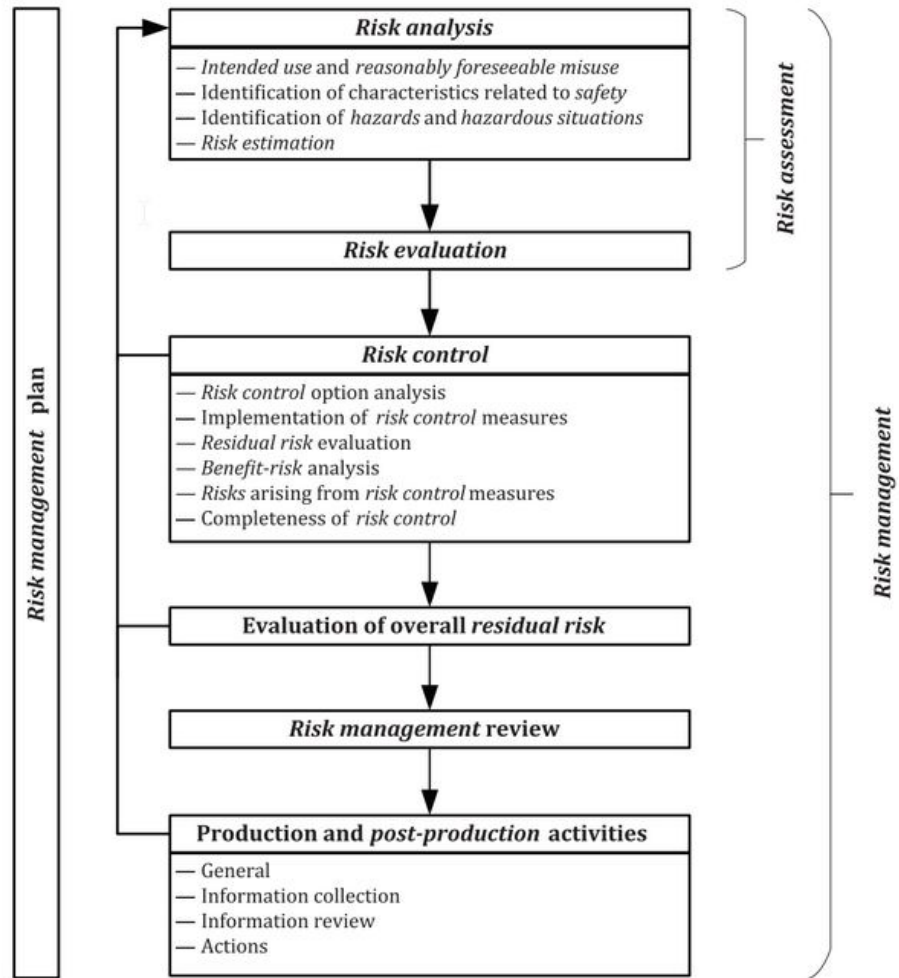 Risk management plan
Risk analysis
— Intended use and reasonably foreseeable misuse
— Identification of characteristics related to safety
— Identification of hazards and hazardous situations
— Risk estimation
Risk evaluation
Risk assessment
Risk control
— Risk control option analysis
— Implementation of risk control measures
— Residual risk evaluation
— Benefit-risk analysis
— Risks arising from risk control measures
— Completeness of risk control
Evaluation of overall residual risk
Risk management review
Production and post-production activities
— General
— Information collection
— Information review
— Actions
Risk management